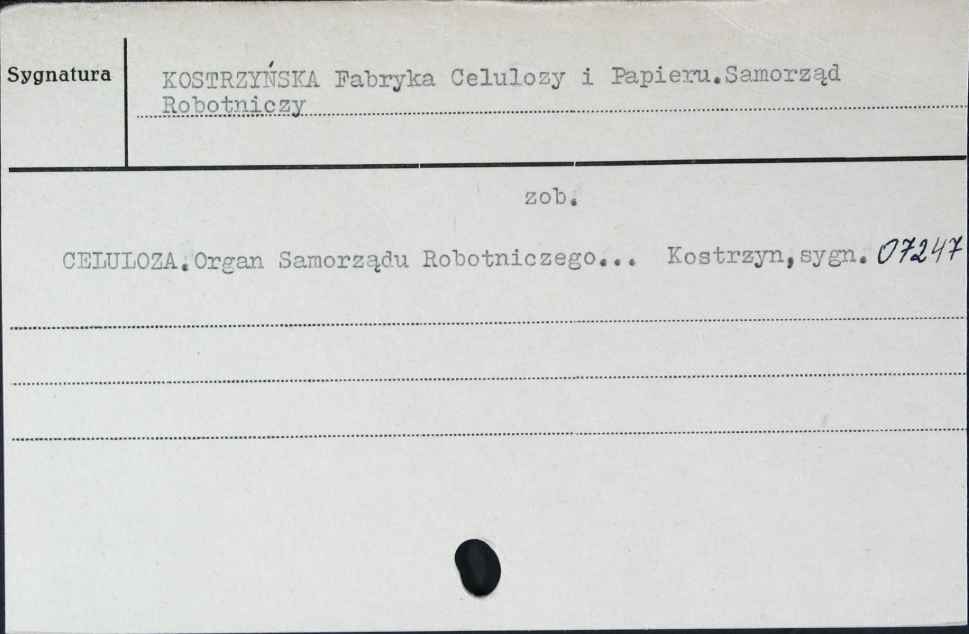 Sygnatura
KOSTRZYŃSKA Fabryka Celulozy i Papieru.Samorząd
Robotniczy
zob.
CELULOZA.Organ Samorządu Robotniczego... Kostrzyn,sygn. 07247